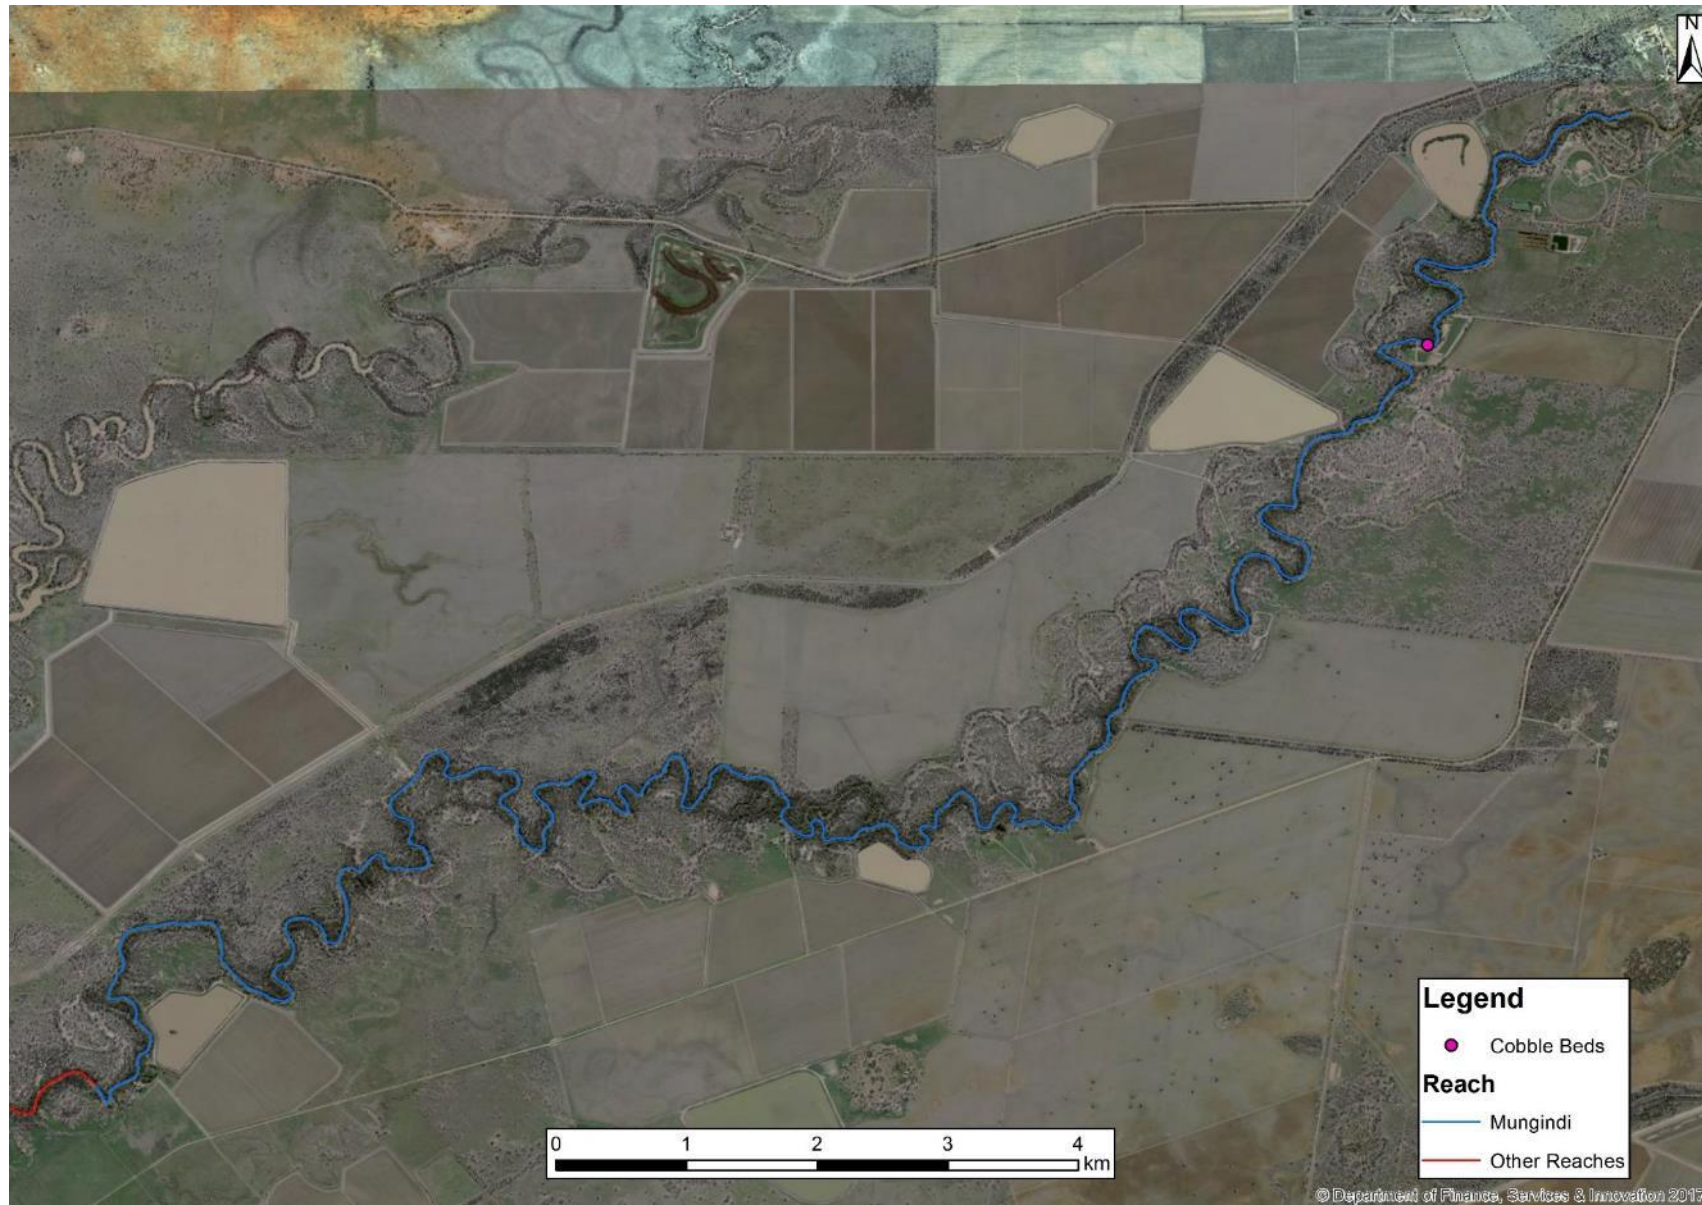 N
Legend
Cobble Beds
Reach
Mungindi
Other Reaches
0 1 2 3 4
km
© Department of Finance, Services & Innovation 2017